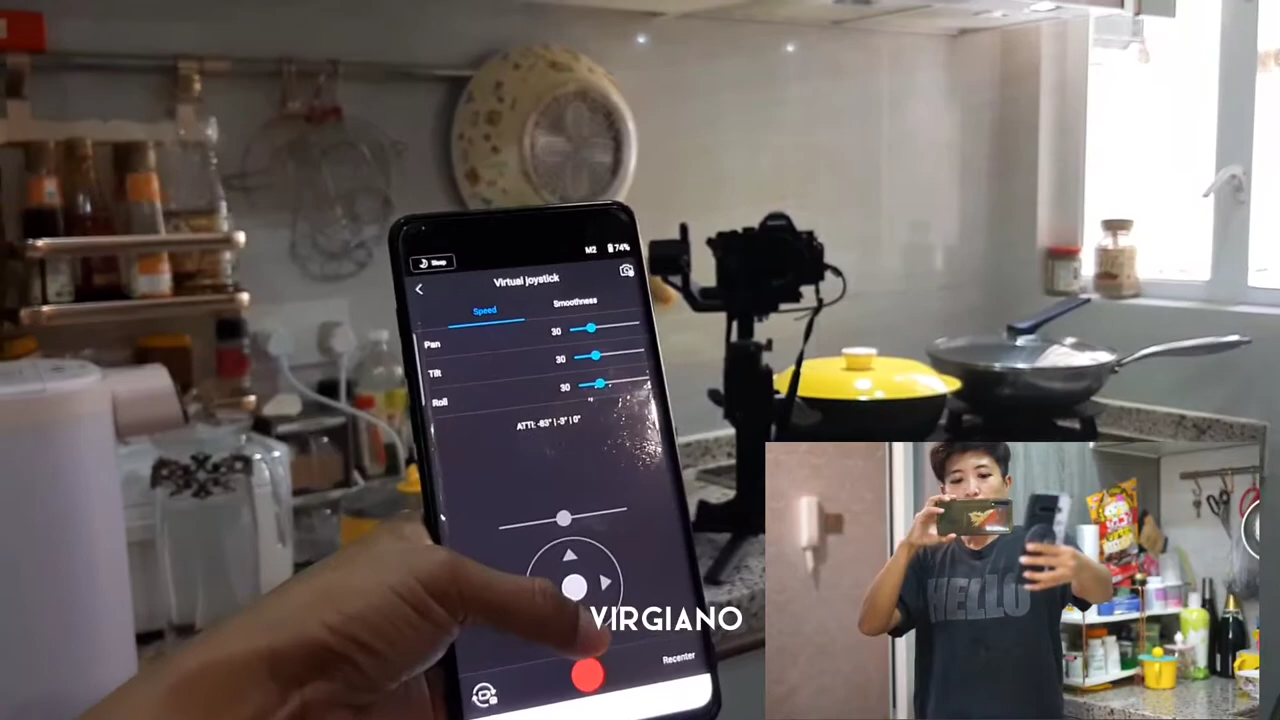 M2 74%
Sleep
Virtual joystick
Speed
Smoothness
Pan 30
Tilt 30
Roll 30
ATTI: -83° | -3° | 0°
VIRGIANO
Recenter
HELLO